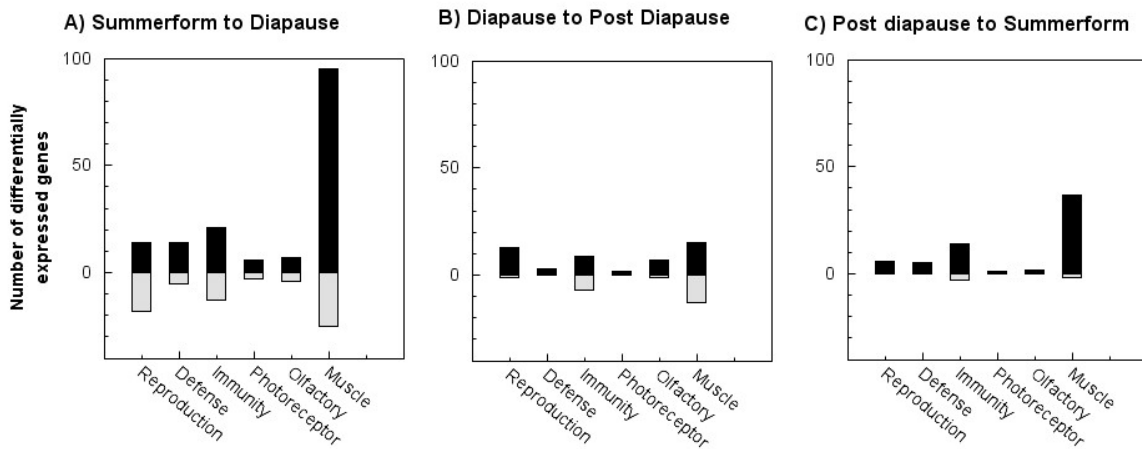 A) Summerform to Diapause
B) Diapause to Post Diapause
C) Post diapause to Summerform
Number of differentially
expressed genes
100
50
0
Reproduction
Defense
Immunity
Photoreceptor
Olfactory
Muscle
100
50
0
Reproduction
Defense
Immunity
Photoreceptor
Olfactory
Muscle
100
50
0
Reproduction
Defense
Immunity
Photoreceptor
Olfactory
Muscle